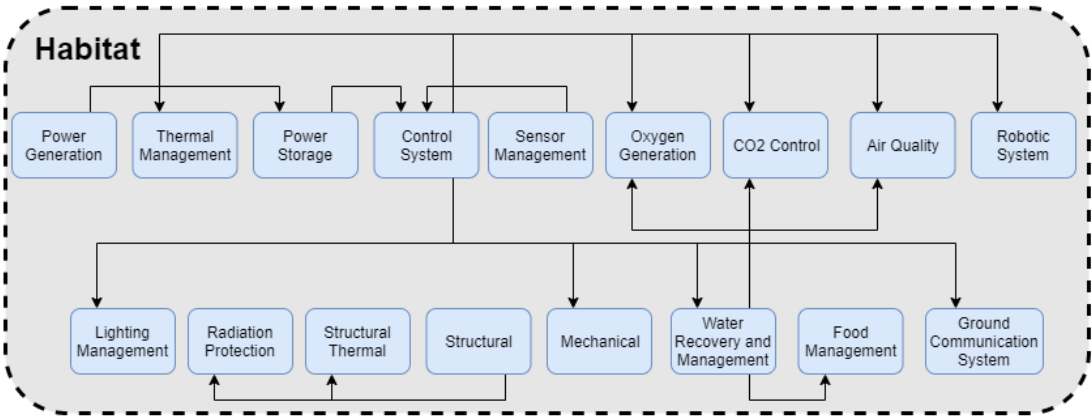 Habitat
Power
Generation
Thermal
Management
Power
Storage
Control
System
Sensor
Management
Oxygen
Generation
CO2 Control
Air Quality
Robotic
System
Lighting
Management
Radiation
Protection
Structural
Thermal
Structural
Mechanical
Water
Recovery and
Management
Food
Management
Ground
Communication
System